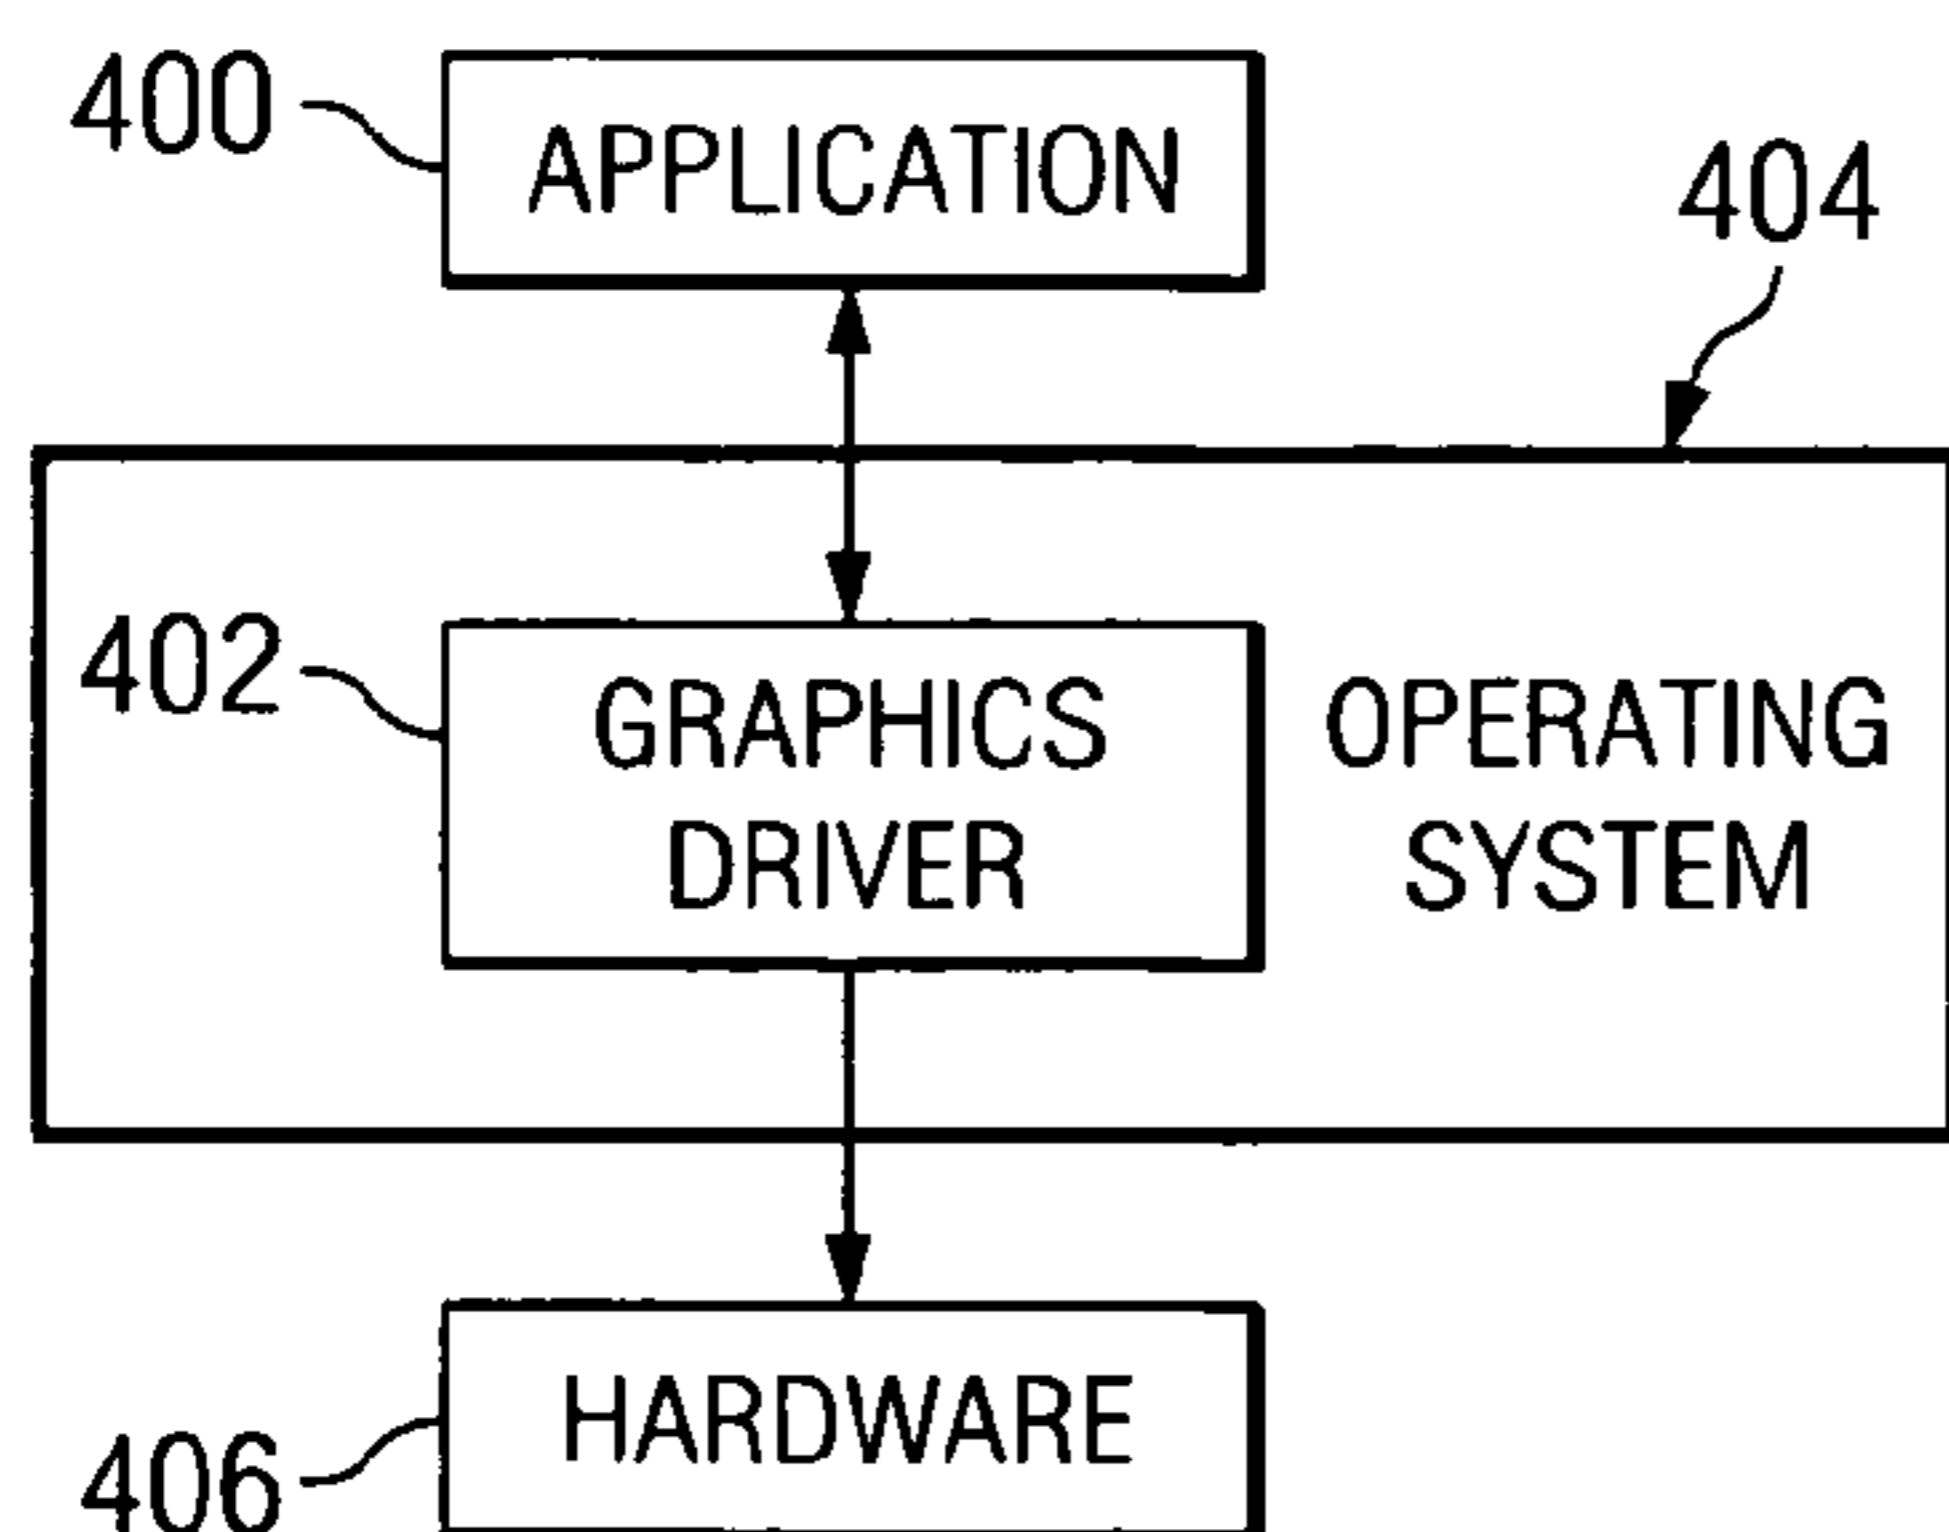 400
APPLICATION
404
402
GRAPHICS
DRIVER
OPERATING
SYSTEM
HARDWARE
406